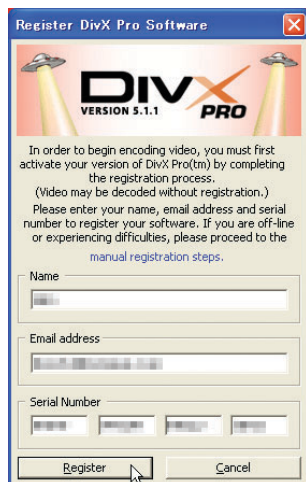 Register DivX Pro Software
DIVX
VERSION 5.1.1 PRO
In order to begin encoding video, you must first
activate your version of DivX Pro(tm) by completing
the registration process.
(Video may be decoded without registration.)
Please enter your name, email address and serial
number to register your software. If you are off-line
or experiencing difficulties, please proceed to the
manual registration steps.
Name
Email address
Serial Number
Register Cancel